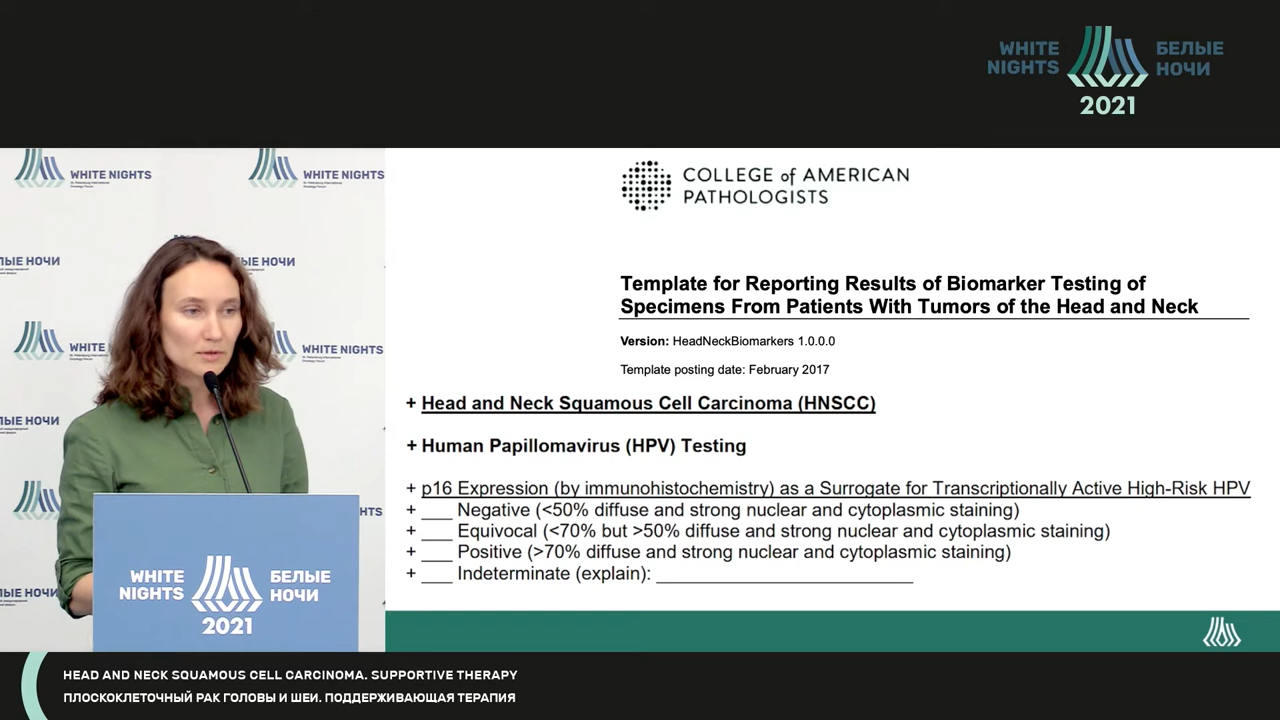 WHITE
NIGHTS
БЕЛЫЕ
НОЧИ
2021
WHITE NIGHTS
WHITE NIGHTS
COLLEGE of AMERICAN
PATHOLOGISTS
Template for Reporting Results of Biomarker Testing of
Specimens From Patients With Tumors of the Head and Neck
Version: HeadNeckBiomarkers 1.0.0.0
Template posting date: February 2017
+ Head and Neck Squamous Cell Carcinoma (HNSCC)
+ Human Papillomavirus (HPV) Testing
+ p16 Expression (by immunohistochemistry) as a Surrogate for Transcriptionally Active High-Risk HPV
+ ___ Negative (<50% diffuse and strong nuclear and cytoplasmic staining)
+ ___ Equivocal (<70% but >50% diffuse and strong nuclear and cytoplasmic staining)
+ ___ Positive (>70% diffuse and strong nuclear and cytoplasmic staining)
+ ___ Indeterminate (explain): ________________________
WHITE NIGHTS
WHITE
NIGHTS
БЕЛЫЕ
НОЧИ
2021
HEAD AND NECK SQUAMOUS CELL CARCINOMA. SUPPORTIVE THERAPY
ПЛОСКОКЛЕТОЧНЫЙ РАК ГОЛОВЫ И ШЕИ. ПОДДЕРЖИВАЮЩАЯ ТЕРАПИЯ